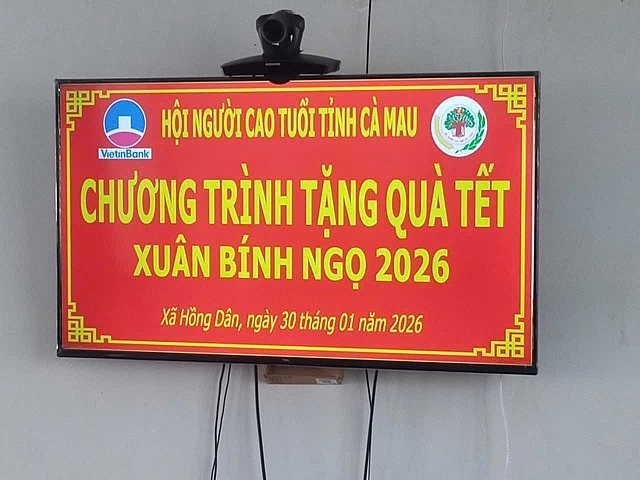 HỘI NGƯỜI CAO TUỔI TỈNH CÀ MAU
VietinBank
CHƯƠNG TRÌNH TẶNG QUÀ TẾT
XUÂN BÍNH NGỌ 2026
Xã Hồng Dân, ngày 30 tháng 01 năm 2026